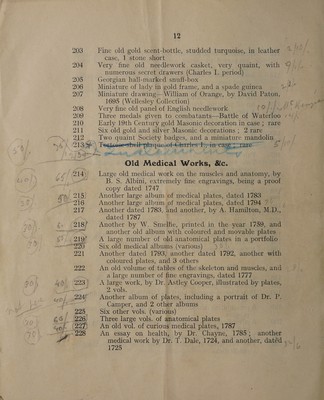 12
203 Fine old gold scent-bottle, studded turquoise, in leather
case, 1 stone short
204 Very fine old needlework casket, very quaint, with
numerous secret drawers (Charles I. period)
205 Georgian hall-marked snuff-box
206 Miniature of lady in gold frame, and a spade guinea
207 Miniature drawing—William of Orange, by David Paton,
1695 (Wellesley Collection)
208 Very fine old panel of English needlework
209 Three medals given to combatants—Battle of Waterloo
210 Early 19th Century gold Masonic decoration in case; rare
211 Six old gold and silver Masonic decorations; 2 rare
212 Two quaint Society badges, and a miniature mandolin
213 Tortoise shell plaque of Charles I., in case; rare
Old Medical Works, &c.
214 Large old medical work on the muscles and anatomy, by
B. S. Albini, extremely fine engravings, being a proof
copy dated 1747
215 Another large album of medical plates, dated 1783
216 Another large album of medical plates, dated 1794
217 Another dated 1783, and another, by A. Hamilton, M.D.,
dated 1787
218 Another by W. Smellie, printed in the year 1789, and
another old album with coloured and moveable plates
219 A large number of old anatomical plates in a portfolio
220 Six old medical albums (various)
221 Another dated 1793, another dated 1792, another with
coloured plates, and 3 others
222 An old volume of tables of the skeleton and muscles, and
a large number of fine engravings, dated 1777
223 A large work, by Dr. Astley Cooper, illustrated by plates,
2 vols.
224 Another album of plates, including a portrait of Dr. P.
Camper, and 2 other albums
225 Six other vols. (various)
226 Three large vols. of anatomical plates
227 An old vol. of curious medical plates, 1787
228 An essay on health, by Dr. Chayne, 1785; another
medical work by Dr. T. Dale, 1724, and another, dated
1725